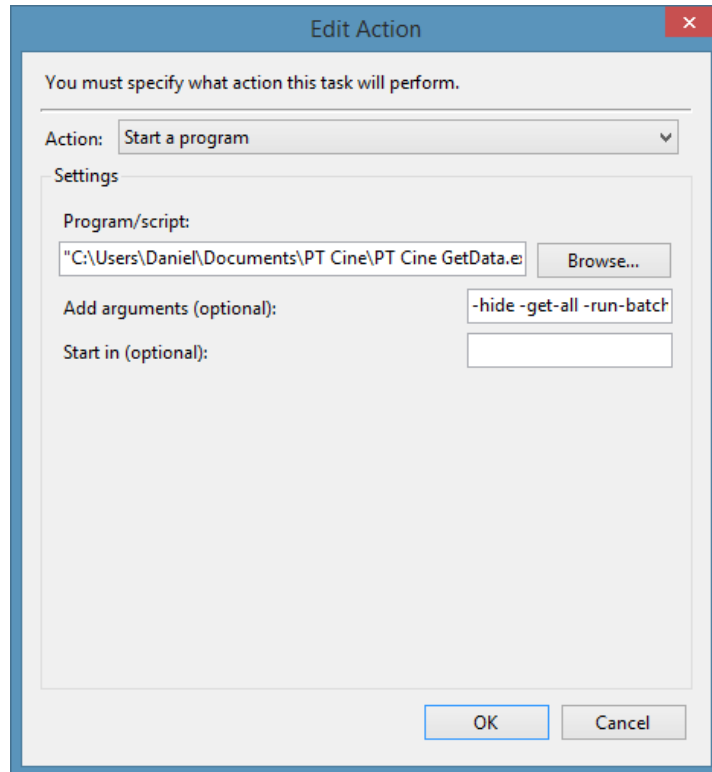 Edit Action
You must specify what action this task will perform.
Action: Start a program
Settings
Program/script:
"C:\Users\Daniel\Documents\PT Cine\PT Cine GetData.ex Browse...
Add arguments (optional): -hide -get-all -run-batch
Start in (optional):
OK Cancel